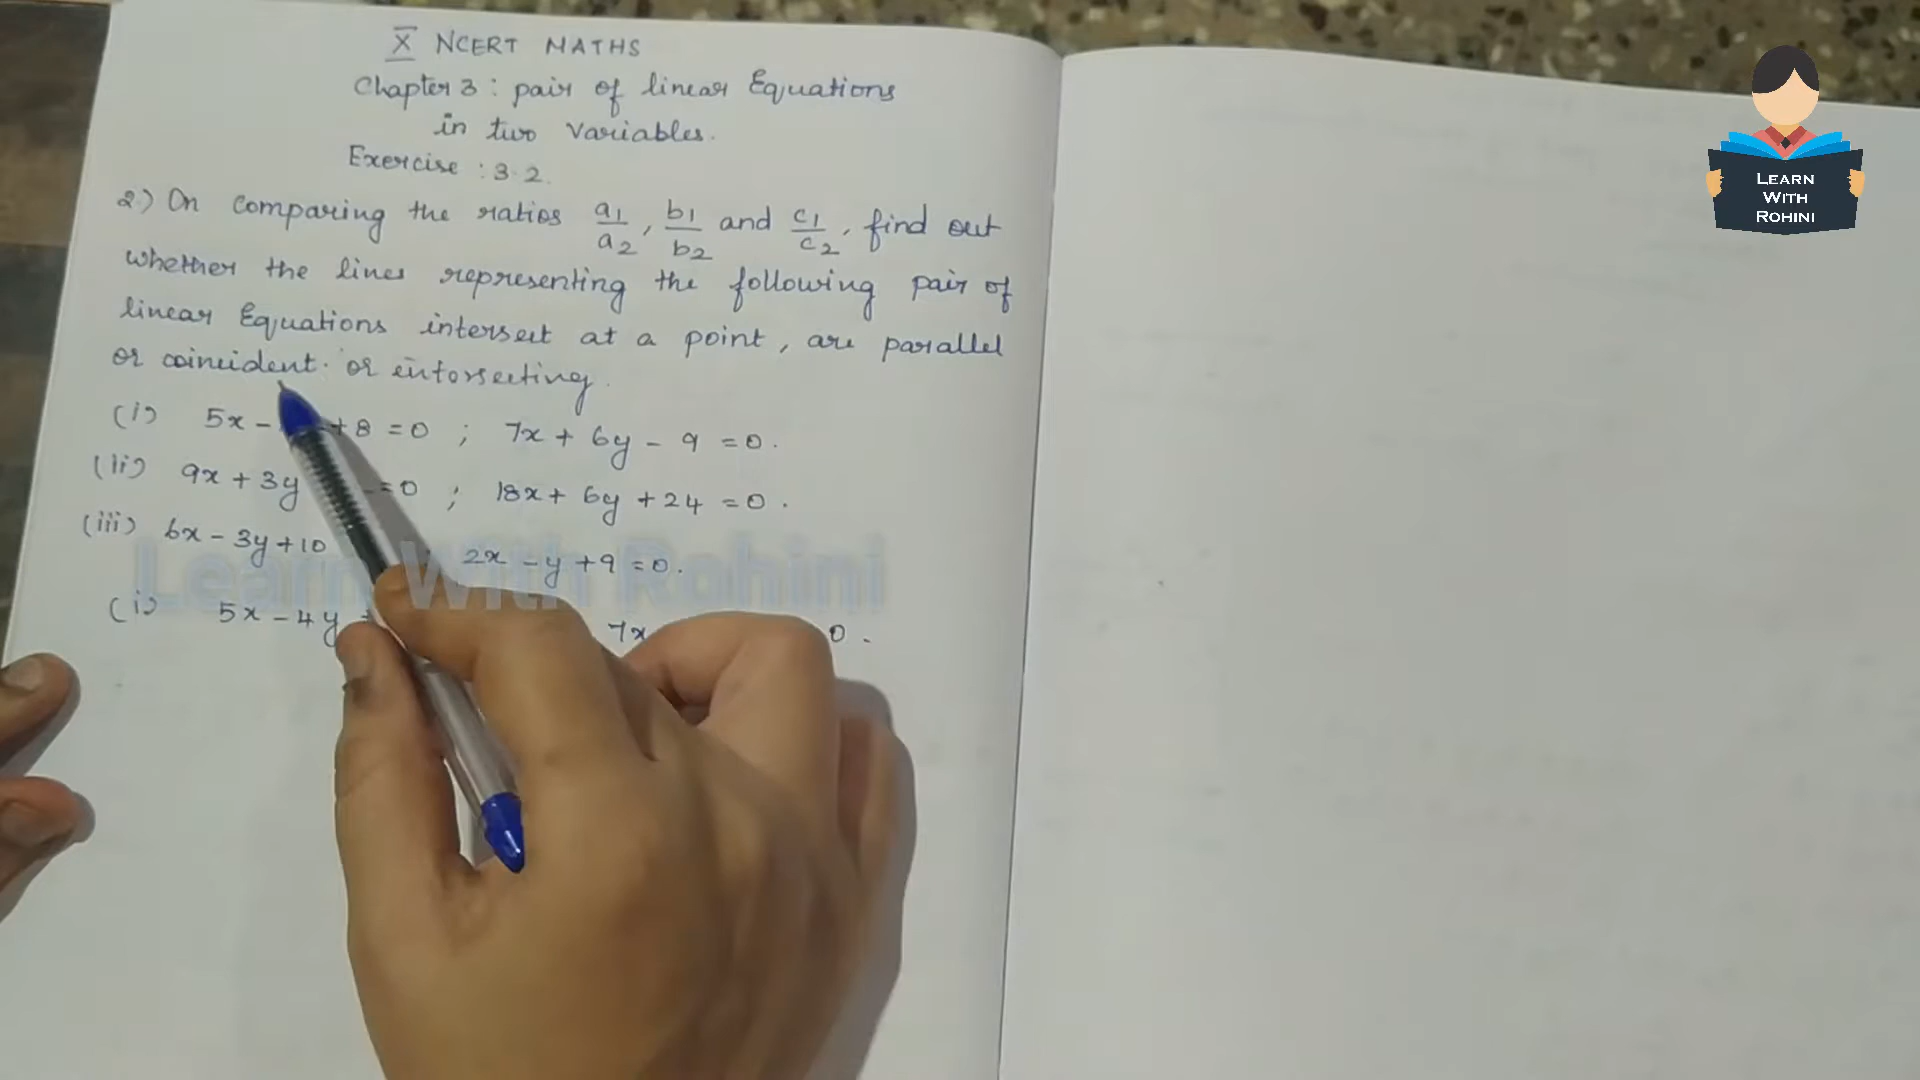 X NCERT MATHS
Chapter 3 : pair of linear Equations
in two variables.
Exercise : 3.2.
2.) On comparing the ratios a1/a2, b1/b2 and c1/c2, find out
whether the lines representing the following pair of
linear Equations intersect at a point, are parallel
or coincident. or intersecting.
(i) 5x - +8 = 0 ; 7x + 6y - 9 = 0.
(ii) 9x + 3y =0 ; 18x + 6y + 24 = 0.
(iii) 6x - 3y + 10 2x - y + 9 = 0.
(i) 5x - 4y 7x 0.
Learn With Rohini
LEARN
WITH
ROHINI